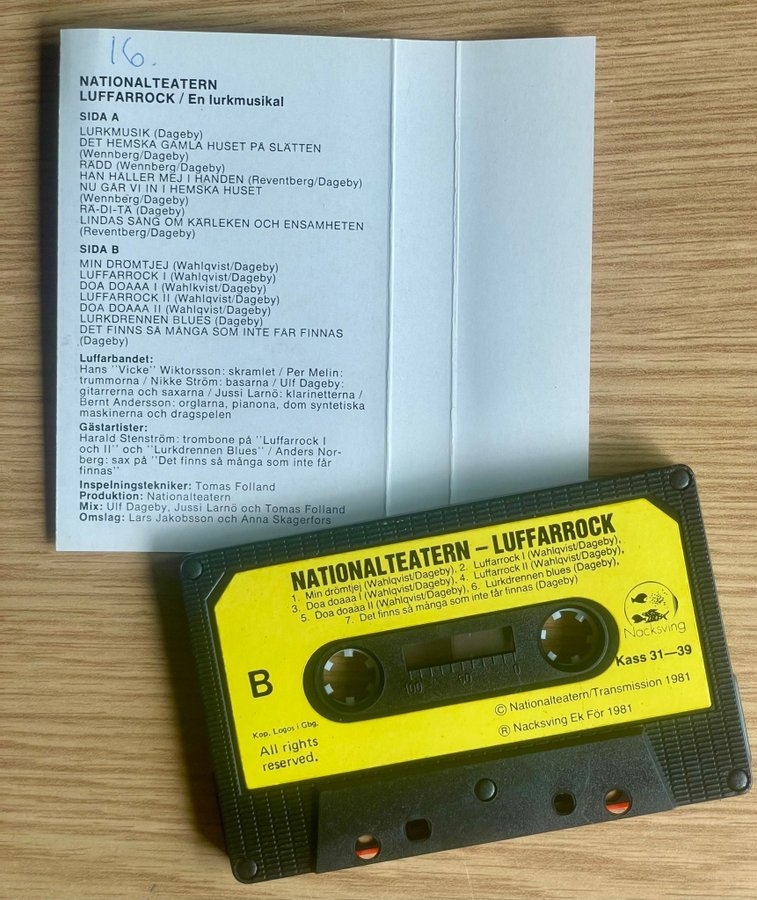 16.
NATIONALTEATERN
LUFFARROCK / En lurkmusikal
SIDA A
LURKMUSIK (Dageby)
DET HEMSKA GAMLA HUSET PÅ SLÄTTEN
(Wennberg/Dageby)
RÄDD (Wennberg/Dageby)
HAN HÅLLER MEJ I HANDEN (Reventberg/Dageby)
NU GÅR VI IN I HEMSKA HUSET
(Wennberg/Dageby)
RÄ-DI-TÄ (Dageby)
LINDAS SÅNG OM KÄRLEKEN OCH ENSAMHETEN
(Reventberg/Dageby)
SIDA B
MIN DRÖMTJEJ (Wahlqvist/Dageby)
LUFFARROCK I (Wahlqvist/Dageby)
DOA DOAAA I (Wahlkvist/Dageby)
LUFFARROCK II (Wahlqvist/Dageby)
DOA DOAAA II (Wahlqvist/Dageby)
LURKDRENNEN BLUES (Dageby)
DET FINNS SÅ MÅNGA SOM INTE FÅR FINNAS
(Dageby)
Luffarbandet:
Hans "Vicke" Wiktorsson: skramlet / Per Melin:
trummorna / Nikke Ström: basarna / Ulf Dageby:
gitarrerna och saxarna / Jussi Larnö: klarinetterna /
Bernt Andersson: orglarna, pianona, dom syntetiska
maskinerna och dragspelen
Gästartister:
Harald Stenström: trombone på "Luffarrock I
och II" och "Lurkdrennen Blues" / Anders Nor-
berg: sax på "Det finns så många som inte får
finnas"
Inspelningstekniker: Tomas Folland
Produktion: Nationalteatern
Mix: Ulf Dageby, Jussi Larnö och Tomas Folland
Omslag: Lars Jakobsson och Anna Skagerfors
NATIONALTEATERN – LUFFARROCK
1. Min drömtjej (Wahlqvist/Dageby), 2. Luffarrock I (Wahlqvist/Dageby),
3. Doa doaaa I (Wahlqvist/Dageby), 4. Luffarrock II (Wahlqvist/Dageby),
5. Doa doaaa II (Wahlqvist/Dageby), 6. Lurkdrennen blues (Dageby),
7. Det finns så många som inte får finnas (Dageby)
Nacksving
B
100 50 0
Kass 31–39
Kop. Logos i Gbg.
All rights
reserved.
© Nationalteatern/Transmission 1981
Ⓡ Nacksving Ek För 1981